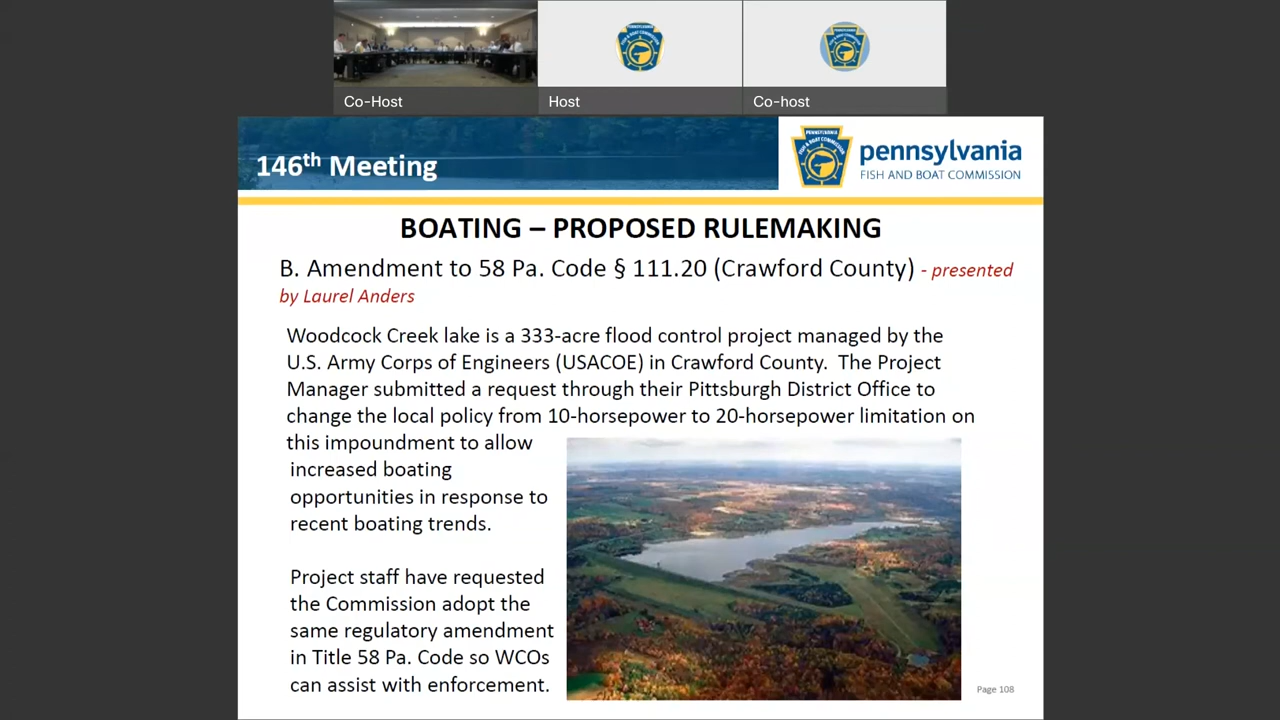 Co-Host
Host
Co-host
146th Meeting
PENNSYLVANIA
FISH & BOAT COMMISSION
pennsylvania
FISH AND BOAT COMMISSION
BOATING – PROPOSED RULEMAKING
B. Amendment to 58 Pa. Code § 111.20 (Crawford County) - presented
by Laurel Anders
Woodcock Creek lake is a 333-acre flood control project managed by the
U.S. Army Corps of Engineers (USACOE) in Crawford County.  The Project
Manager submitted a request through their Pittsburgh District Office to
change the local policy from 10-horsepower to 20-horsepower limitation on
this impoundment to allow
increased boating
opportunities in response to
recent boating trends.
Project staff have requested
the Commission adopt the
same regulatory amendment
in Title 58 Pa. Code so WCOs
can assist with enforcement.
Page 108